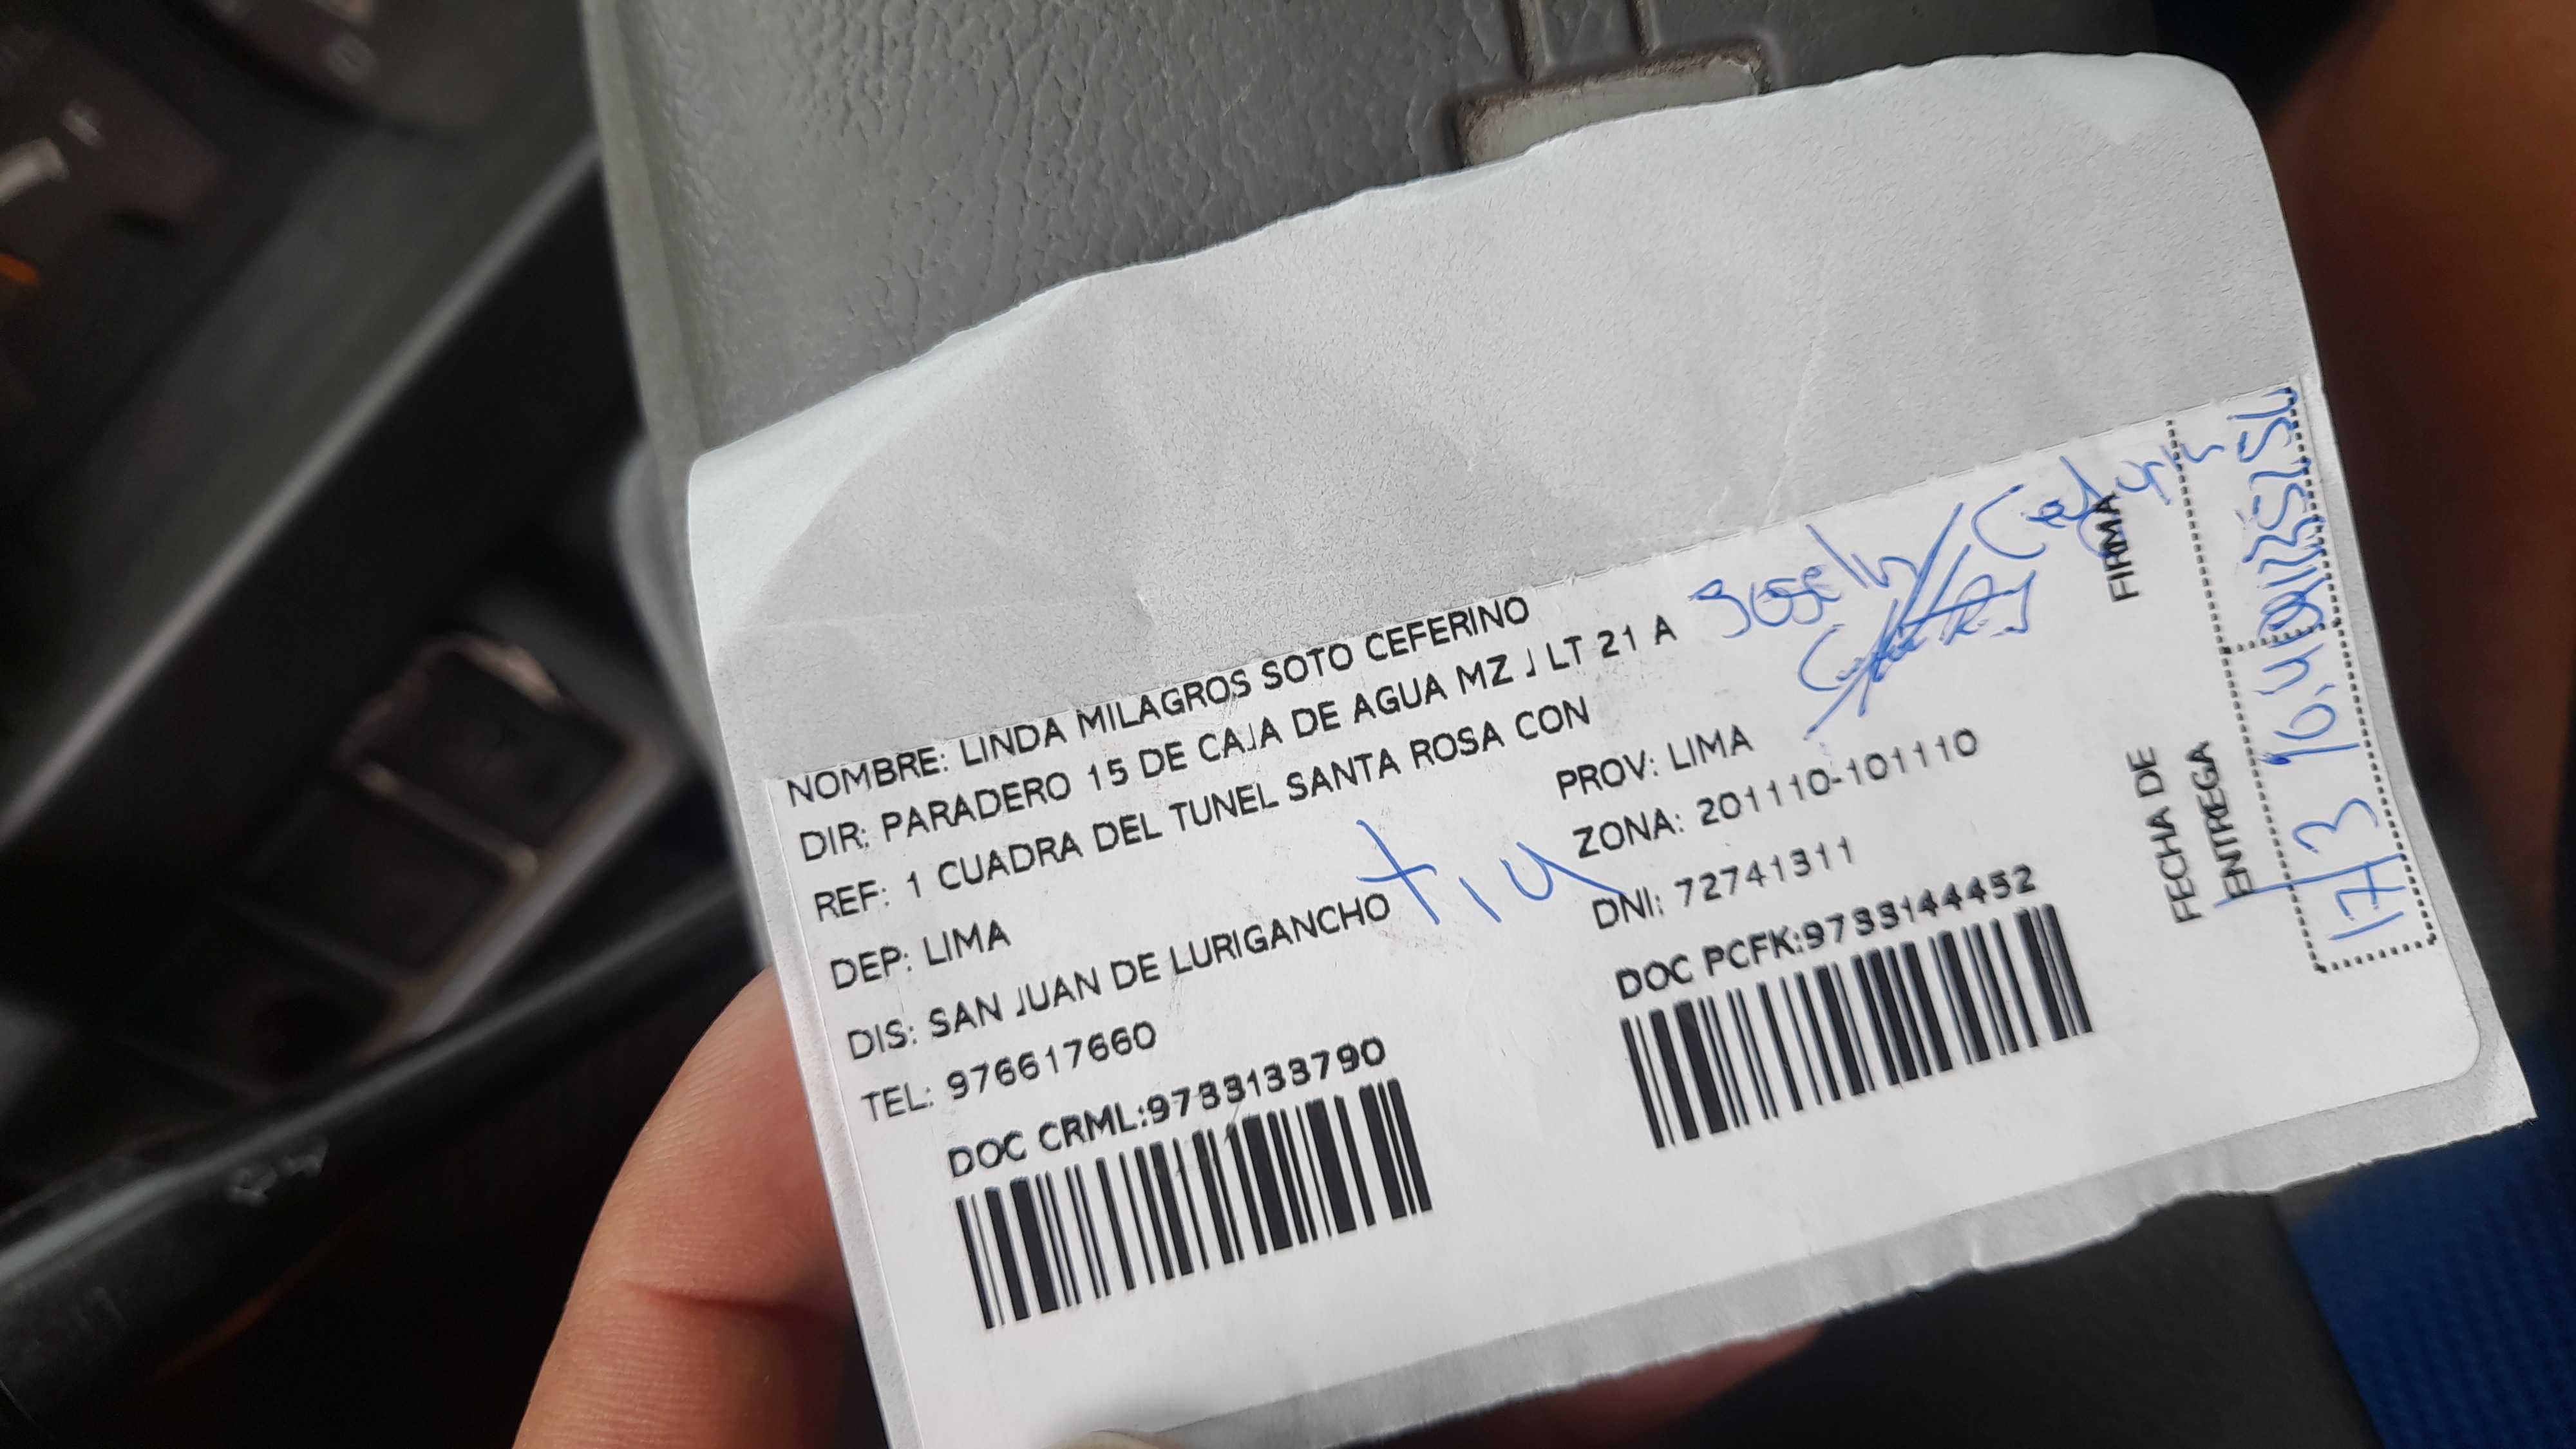 NOMBRE: LINDA MILAGROS SOTO CEFERINO
DIR: PARADERO 15 DE CAJA DE AGUA MZ J LT 21 A
REF: 1 CUADRA DEL TUNEL SANTA ROSA CON
DEP: LIMA
PROV: LIMA
DIS: SAN JUAN DE LURIGANCHO
ZONA: 201110-101110
TEL: 976617660
DNI: 72741311
DOC CRML:9733133790
DOC PCFK:9733144452
FIRMA
FECHA DE
ENTREGA